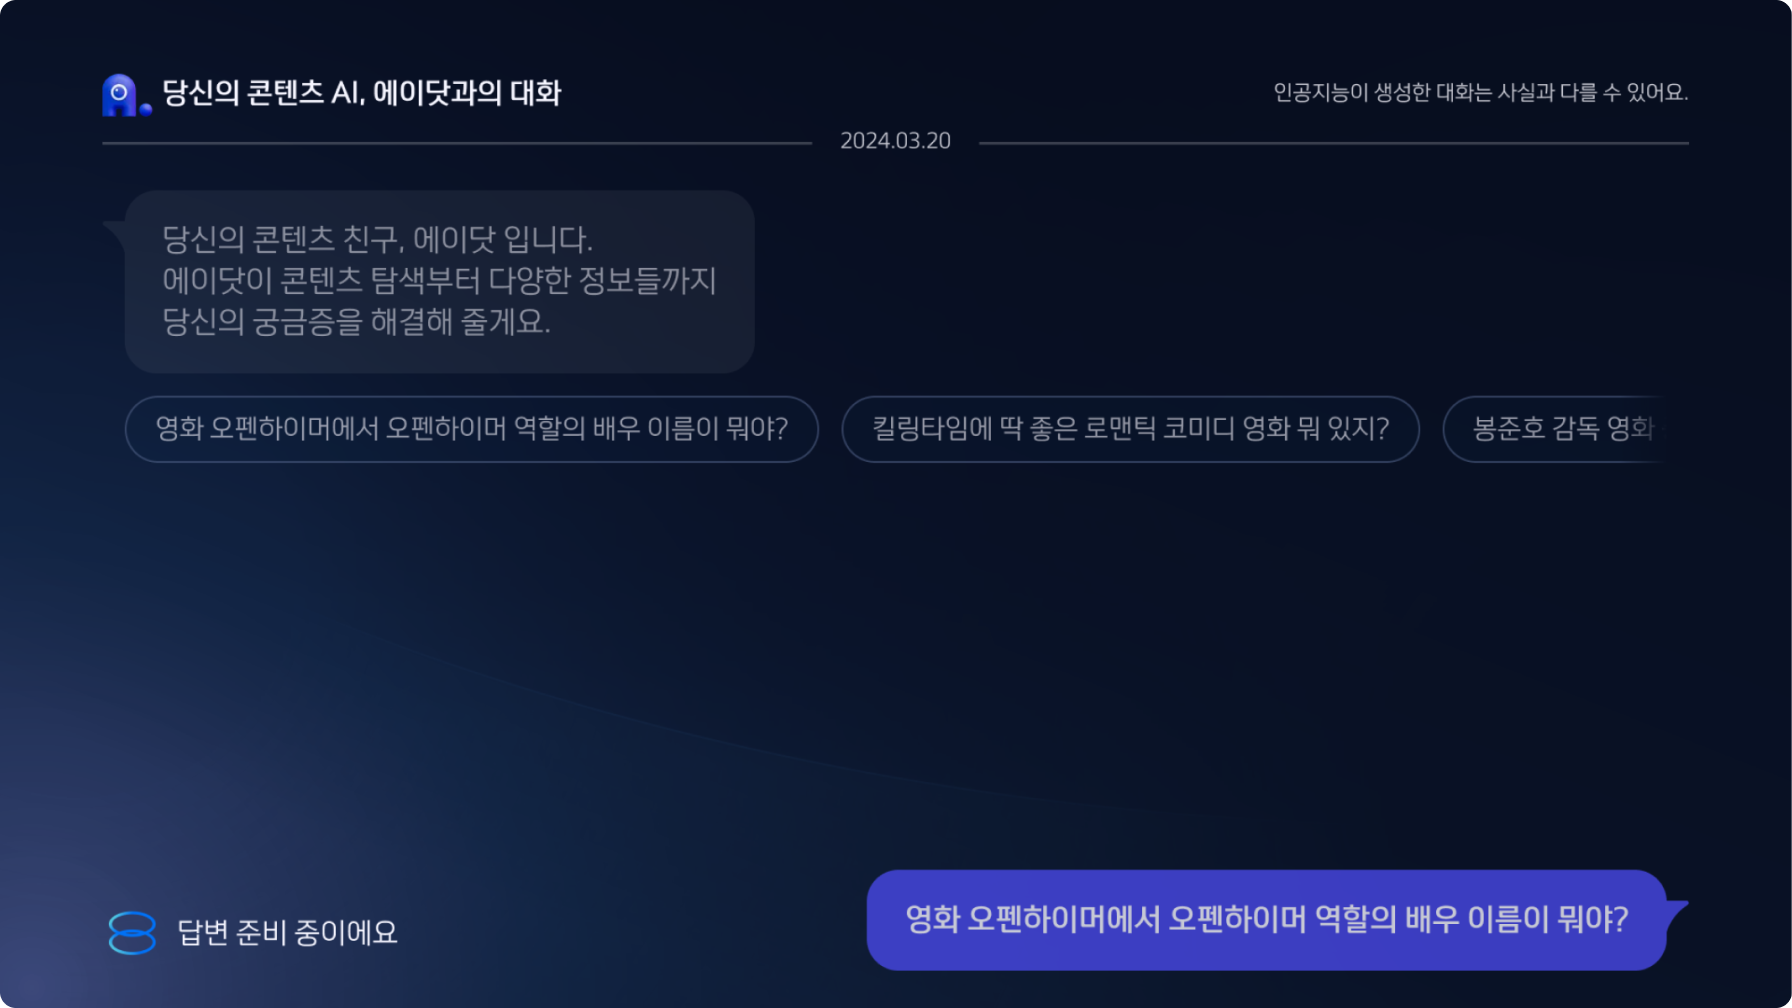 당신의 콘텐츠 AI, 에이닷과의 대화
인공지능이 생성한 대화는 사실과 다를 수 있어요.
2024.03.20
당신의 콘텐츠 친구, 에이닷 입니다.
에이닷이 콘텐츠 탐색부터 다양한 정보들까지
당신의 궁금증을 해결해 줄게요.
영화 오펜하이머에서 오펜하이머 역할의 배우 이름이 뭐야?
킬링타임에 딱 좋은 로맨틱 코미디 영화 뭐 있지?
봉준호 감독 영화
영화 오펜하이머에서 오펜하이머 역할의 배우 이름이 뭐야?
답변 준비 중이에요